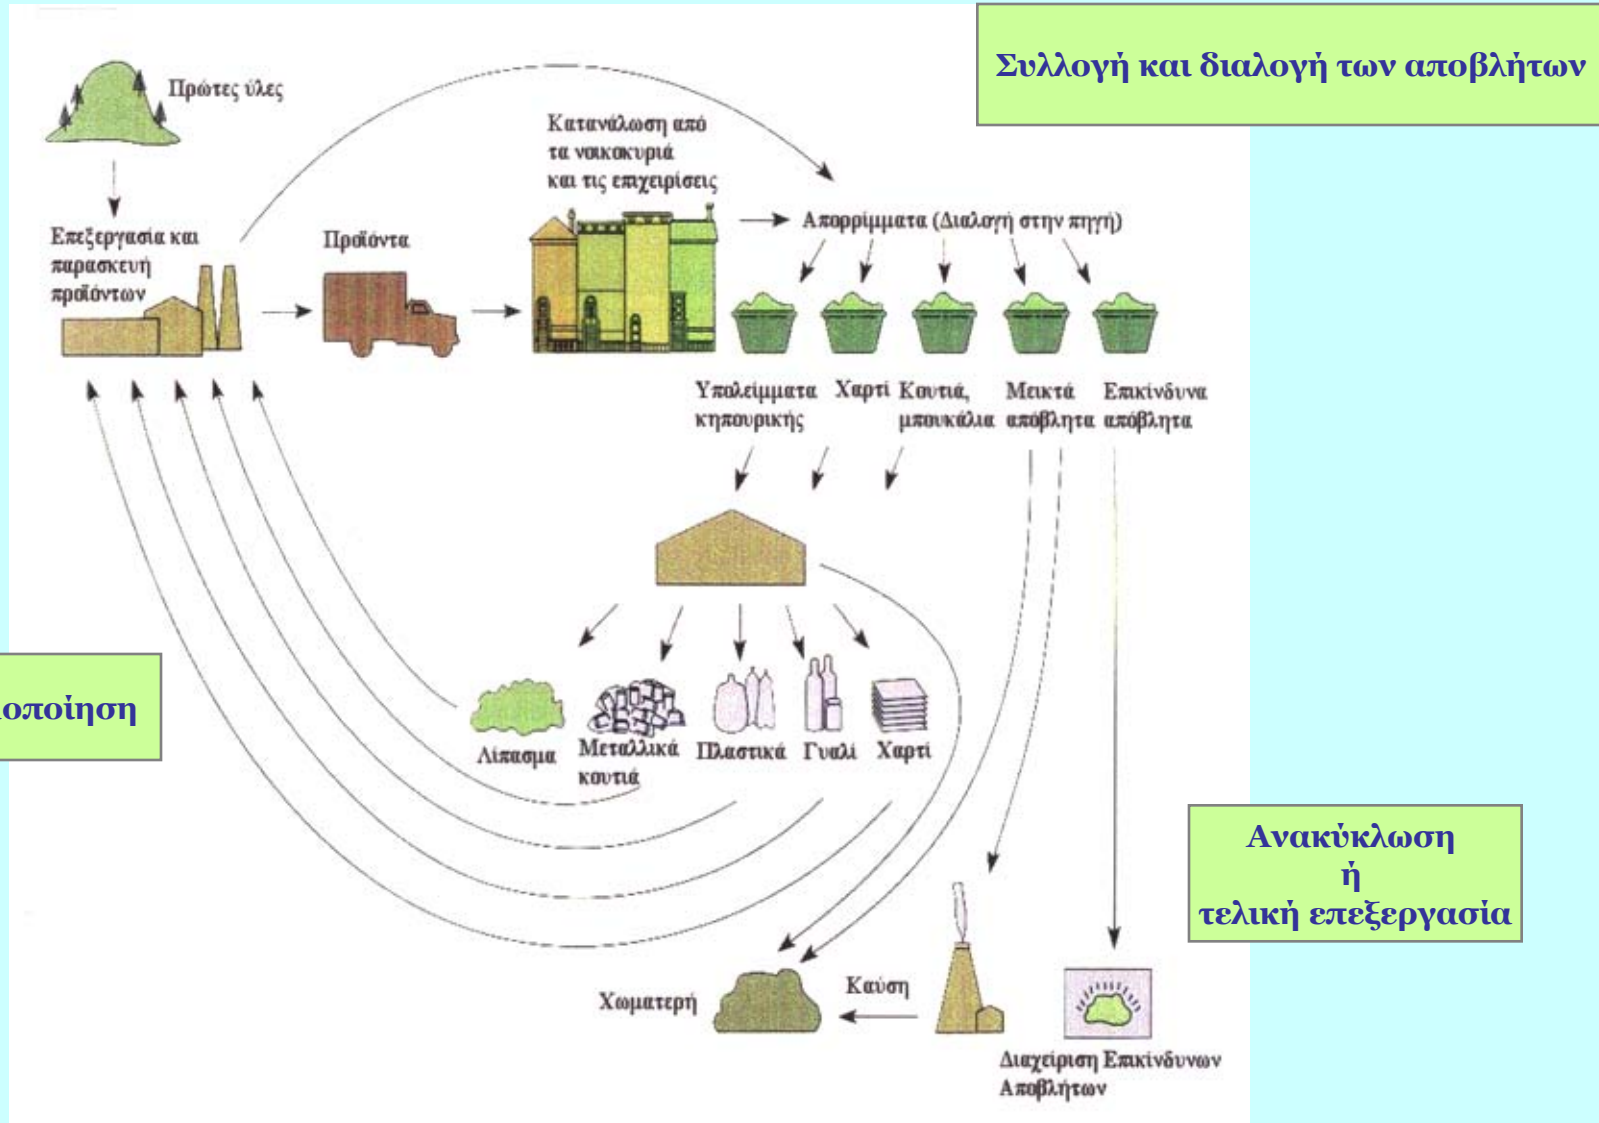 Συλλογή και διαλογή των αποβλήτων
Πρώτες ύλες
Κατανάλωση από
τα νοικοκυριά
και τις επιχειρίσεις
Επεξεργασία και
παρασκευή
προϊόντων
Προϊόντα
Απορρίμματα (Διαλογή στην πηγή)
Υπολείμματα
κηπουρικής
Χαρτί
Κουτιά,
μπουκάλια
Μεικτά
απόβλητα
Επικίνδυνα
απόβλητα
Λίπασμα
Μεταλλικά
κουτιά
Πλαστικά
Γυαλί
Χαρτί
Ανακύκλωση
ή
τελική επεξεργασία
Χωματερή
Καύση
Διαχείριση Επικίνδυνων
Αποβλήτων